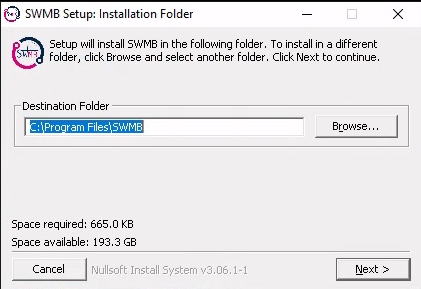 SWMB Setup: Installation Folder
SWMB
Setup will install SWMB in the following folder. To install in a different
folder, click Browse and select another folder. Click Next to continue.
Destination Folder
C:\Program Files\SWMB
Browse...
Space required: 665.0 KB
Space available: 193.3 GB
Cancel
Nullsoft Install System v3.06.1-1
Next >